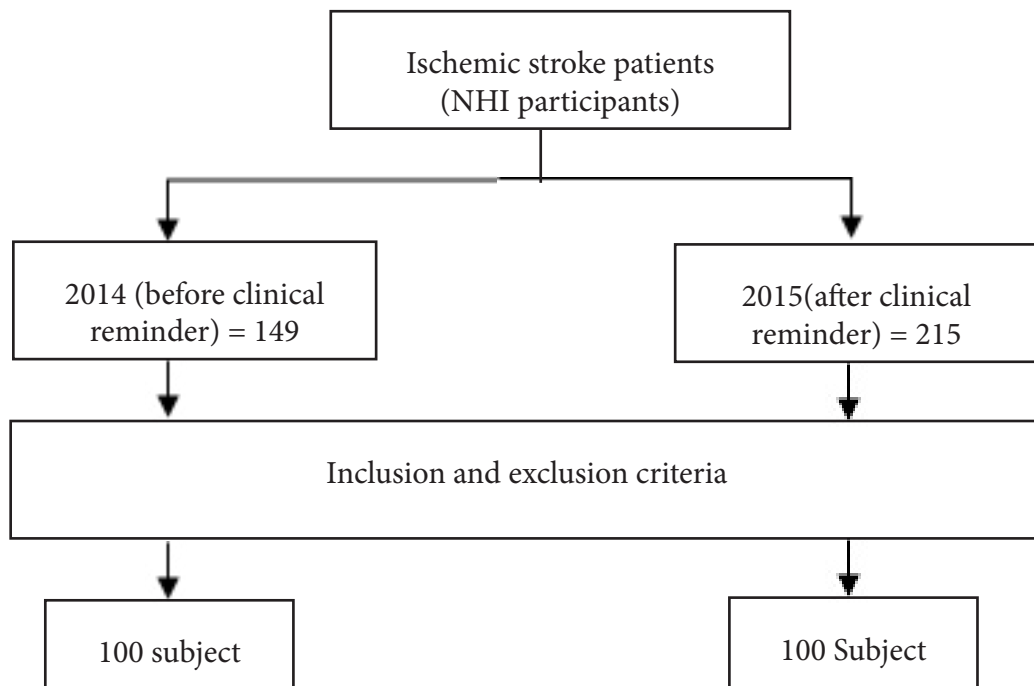 Ischemic stroke patients
(NHI participants)
2014 (before clinical
reminder) = 149
2015(after clinical
reminder) = 215
Inclusion and exclusion criteria
100 subject
100 Subject